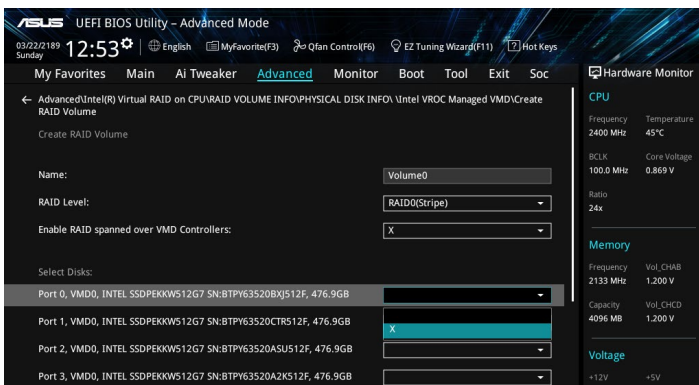 ASUS UEFI BIOS Utility – Advanced Mode
03/22/2189 Sunday 12:53 English MyFavorite(F3) Qfan Control(F6) EZ Tuning Wizard(F11) ? Hot Keys
My Favorites Main Ai Tweaker Advanced Monitor Boot Tool Exit Soc
Hardware Monitor
← Advanced\Intel(R) Virtual RAID on CPU\RAID VOLUME INFO\PHYSICAL DISK INFO\ \Intel VROC Managed VMD\Create
RAID Volume
Create RAID Volume
Name: Volume0
RAID Level: RAID0(Stripe)
Enable RAID spanned over VMD Controllers: X
Select Disks:
Port 0, VMD0, INTEL SSDPEKKW512G7 SN:BTPY63520BXJ512F, 476.9GB
Port 1, VMD0, INTEL SSDPEKKW512G7 SN:BTPY63520CTR512F, 476.9GB
X
Port 2, VMD0, INTEL SSDPEKKW512G7 SN:BTPY63520ASU512F, 476.9GB
Port 3, VMD0, INTEL SSDPEKKW512G7 SN:BTPY63520A2K512F, 476.9GB
CPU
Frequency Temperature
2400 MHz 45°C
BCLK Core Voltage
100.0 MHz 0.869 V
Ratio
24x
Memory
Frequency Vol_CHAB
2133 MHz 1.200 V
Capacity Vol_CHCD
4096 MB 1.200 V
Voltage
+12V +5V